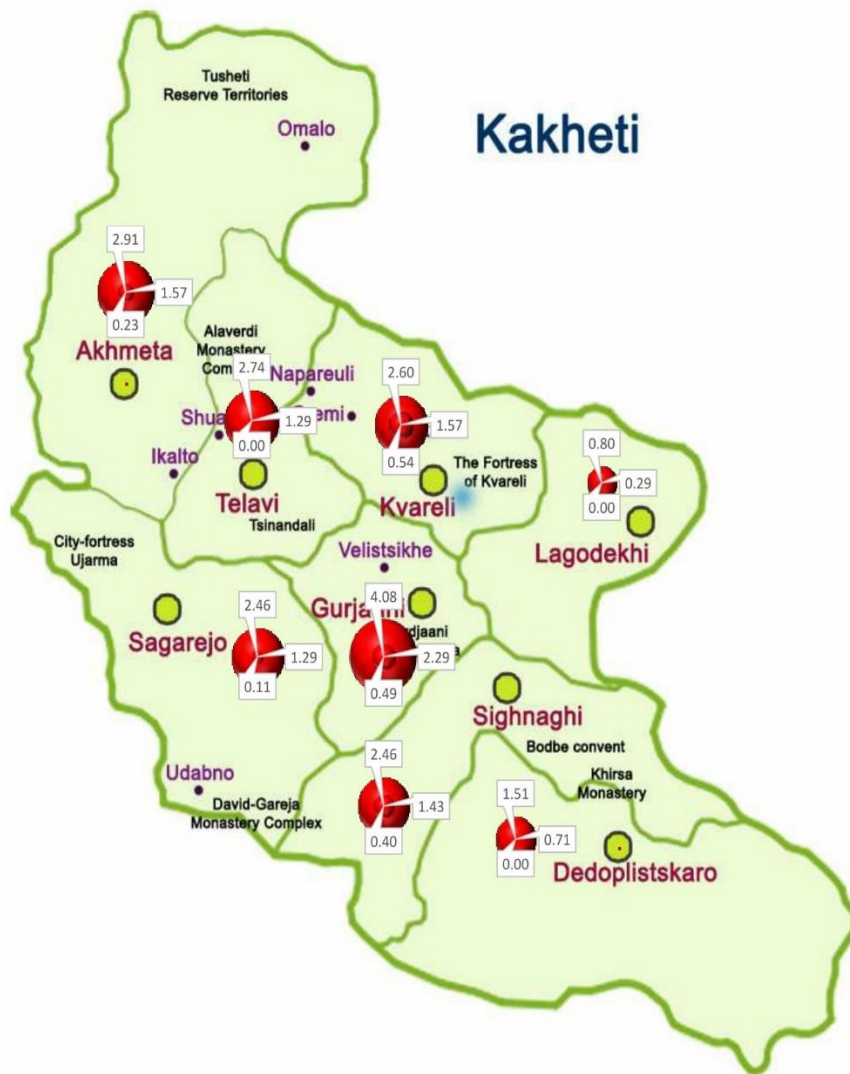 Tusheti
Reserve Territories
Omalo
Kakheti
2.91
1.57
0.23
Akhmeta
Alaverdi
Monastery
2.74
1.29
0.00
Napareuli
2.60
1.57
0.54
Ikalto
Telavi
Tsinandali
Kvareli
The Fortress
of Kvareli
0.80
0.29
0.00
Lagodekhi
City-fortress
Ujarma
Velistsikhe
Sagarejo
2.46
1.29
0.11
4.08
2.29
0.49
Sighnaghi
Bodbe convent
Khirsa
Monastery
Udabno
David-Gareja
Monastery Complex
2.46
1.43
0.40
1.51
0.71
0.00
Dedoplistskaro